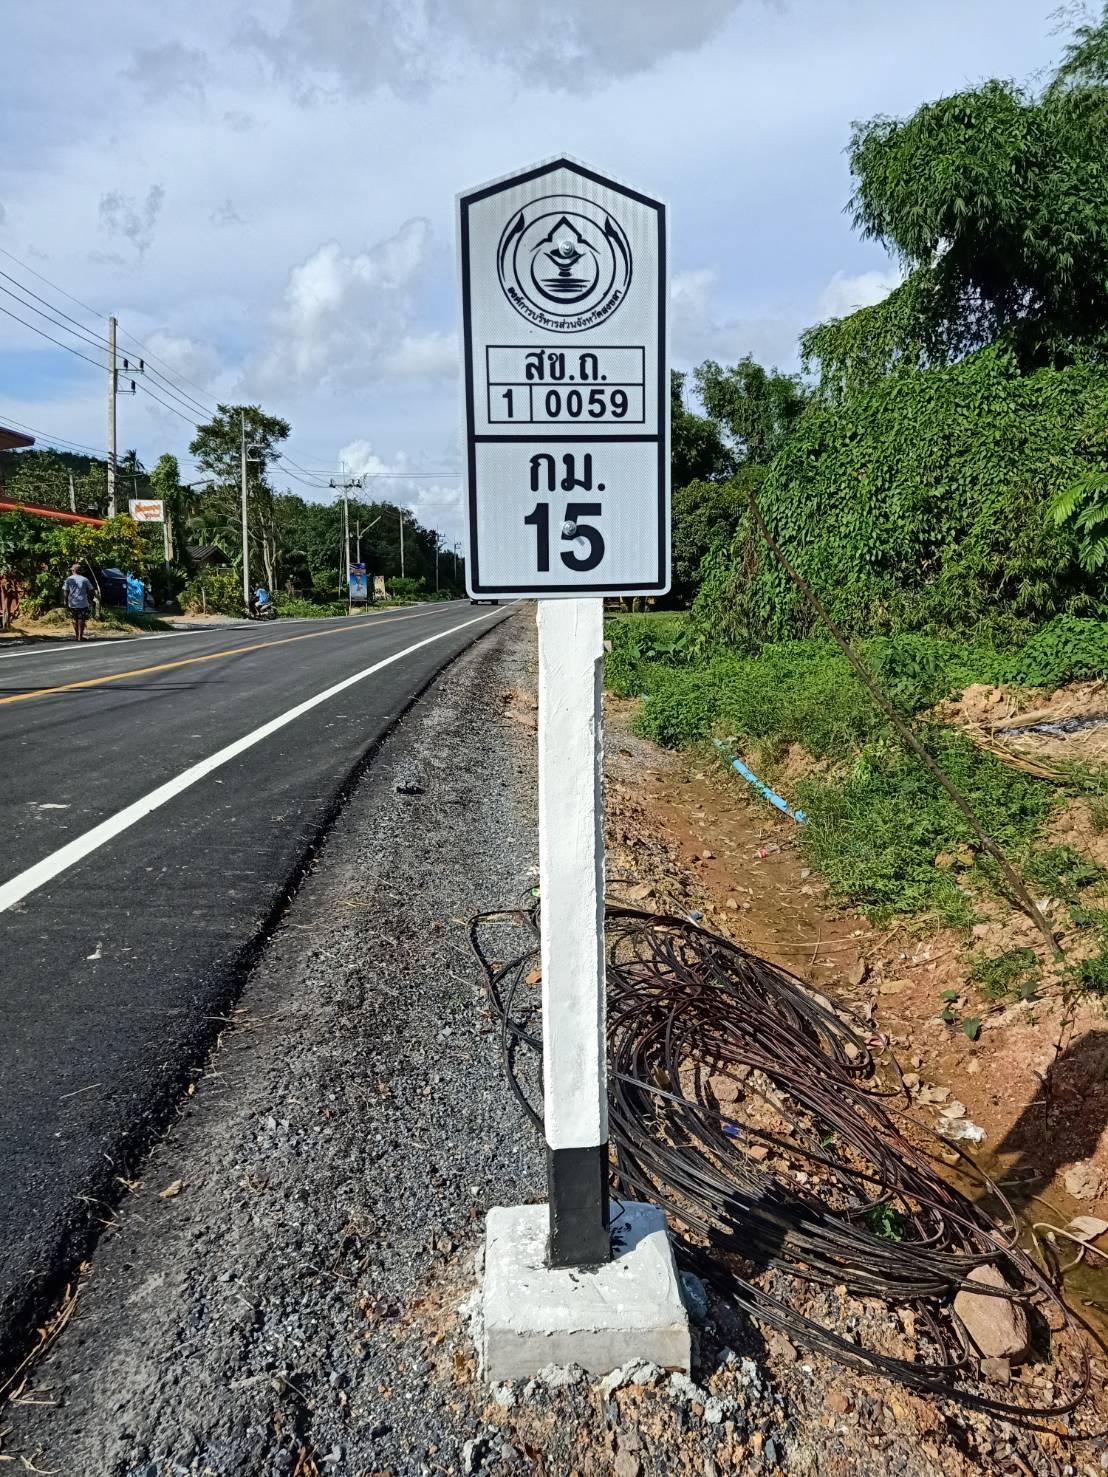 องค์การบริหารส่วนจังหวัดสงขลา
สข.ถ.
1 0059
กม.
15